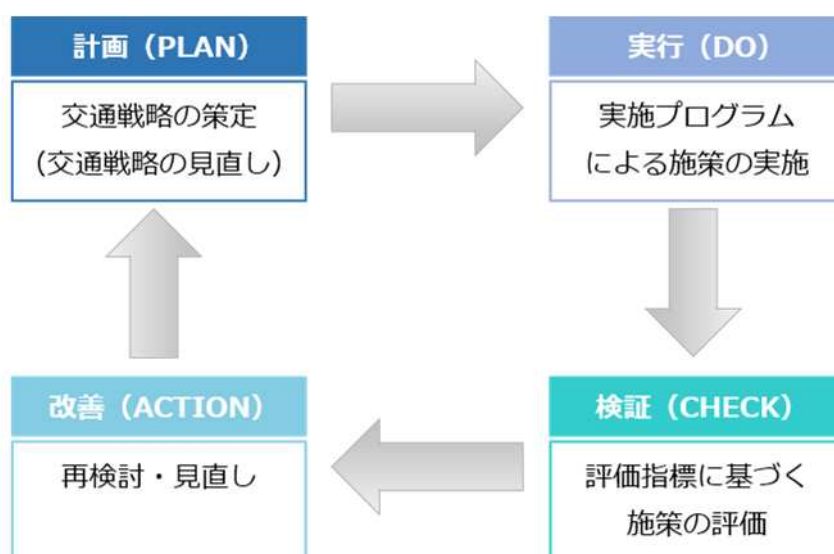 計画（PLAN）
交通戦略の策定
(交通戦略の見直し)
実行（DO）
実施プログラム
による施策の実施
検証（CHECK）
評価指標に基づく
施策の評価
改善（ACTION）
再検討・見直し